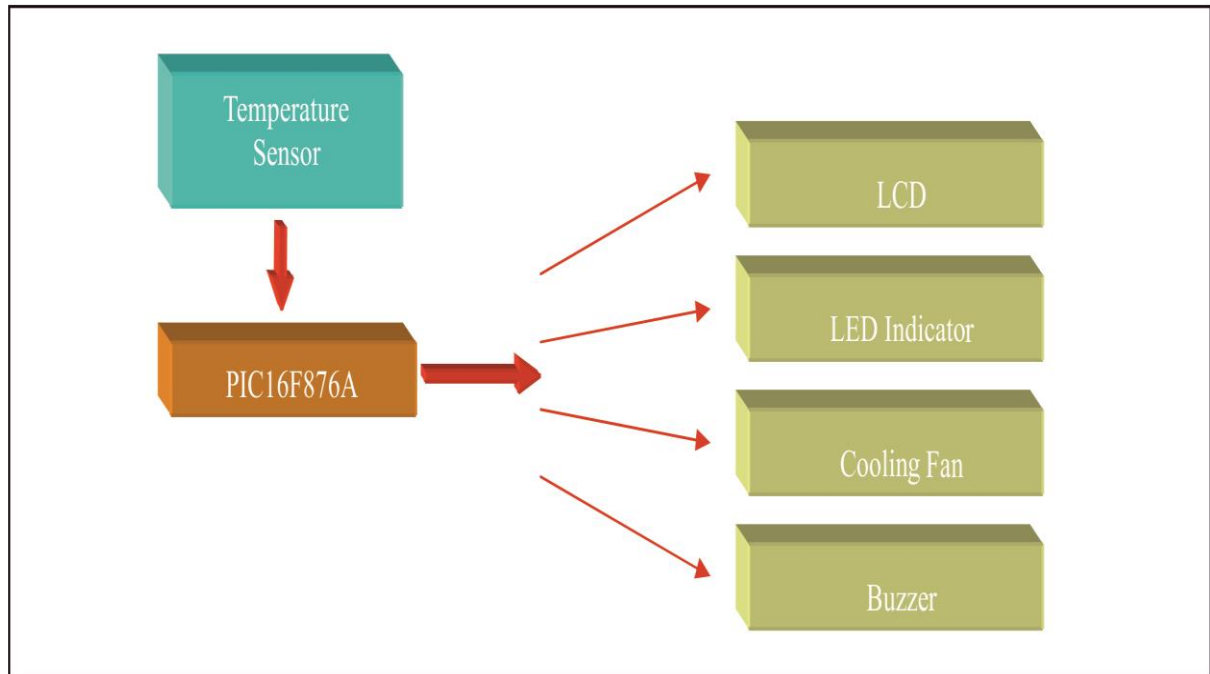 Temperature
Sensor
PIC16F876A
LCD
LED Indicator
Cooling Fan
Buzzer